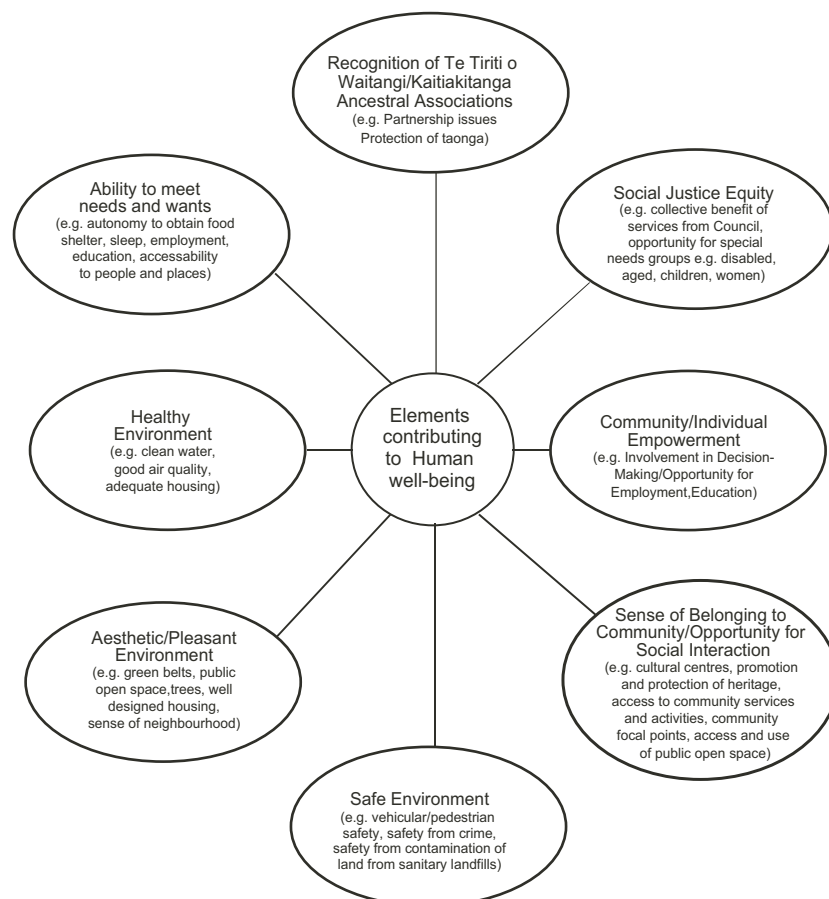 Recognition of Te Tiriti o
Waitangi/Kaitiakitanga
Ancestral Associations
(e.g. Partnership issues
Protection of taonga)
Ability to meet
needs and wants
(e.g. autonomy to obtain food
shelter, sleep, employment,
education, accessability
to people and places)
Social Justice Equity
(e.g. collective benefit of
services from Council,
opportunity for special
needs groups e.g. disabled,
aged, children, women)
Healthy
Environment
(e.g. clean water,
good air quality,
adequate housing)
Elements
contributing
to Human
well-being
Community/Individual
Empowerment
(e.g. Involvement in Decision-
Making/Opportunity for
Employment,Education)
Aesthetic/Pleasant
Environment
(e.g. green belts, public
open space,trees, well
designed housing,
sense of neighbourhood)
Sense of Belonging to
Community/Opportunity for
Social Interaction
(e.g. cultural centres, promotion
and protection of heritage,
access to community services
and activities, community
focal points, access and use
of public open space)
Safe Environment
(e.g. vehicular/pedestrian
safety, safety from crime,
safety from contamination of
land from sanitary landfills)